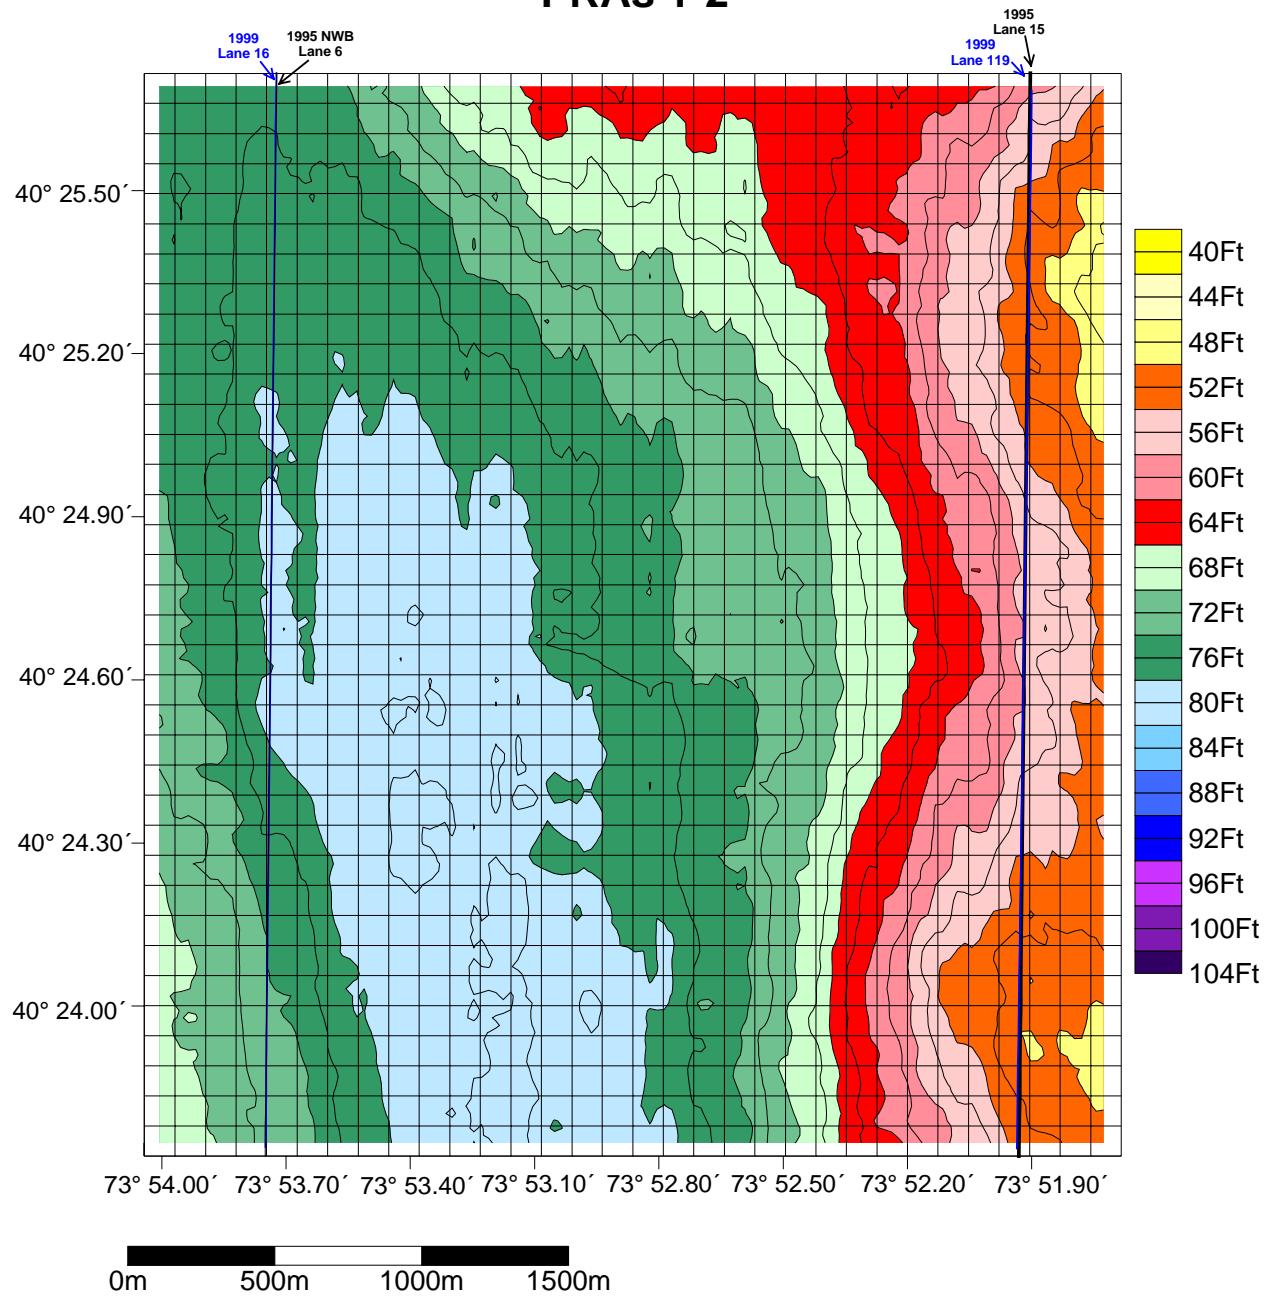 1999
Lane 16
1995 NWB
Lane 6
1995
Lane 15
1999
Lane 119
40° 25.50´
40° 25.20´
40° 24.90´
40° 24.60´
40° 24.30´
40° 24.00´
40Ft
44Ft
48Ft
52Ft
56Ft
60Ft
64Ft
68Ft
72Ft
76Ft
80Ft
84Ft
88Ft
92Ft
96Ft
100Ft
104Ft
73° 54.00´ 73° 53.70´ 73° 53.40´ 73° 53.10´ 73° 52.80´ 73° 52.50´ 73° 52.20´ 73° 51.90´
0m 500m 1000m 1500m